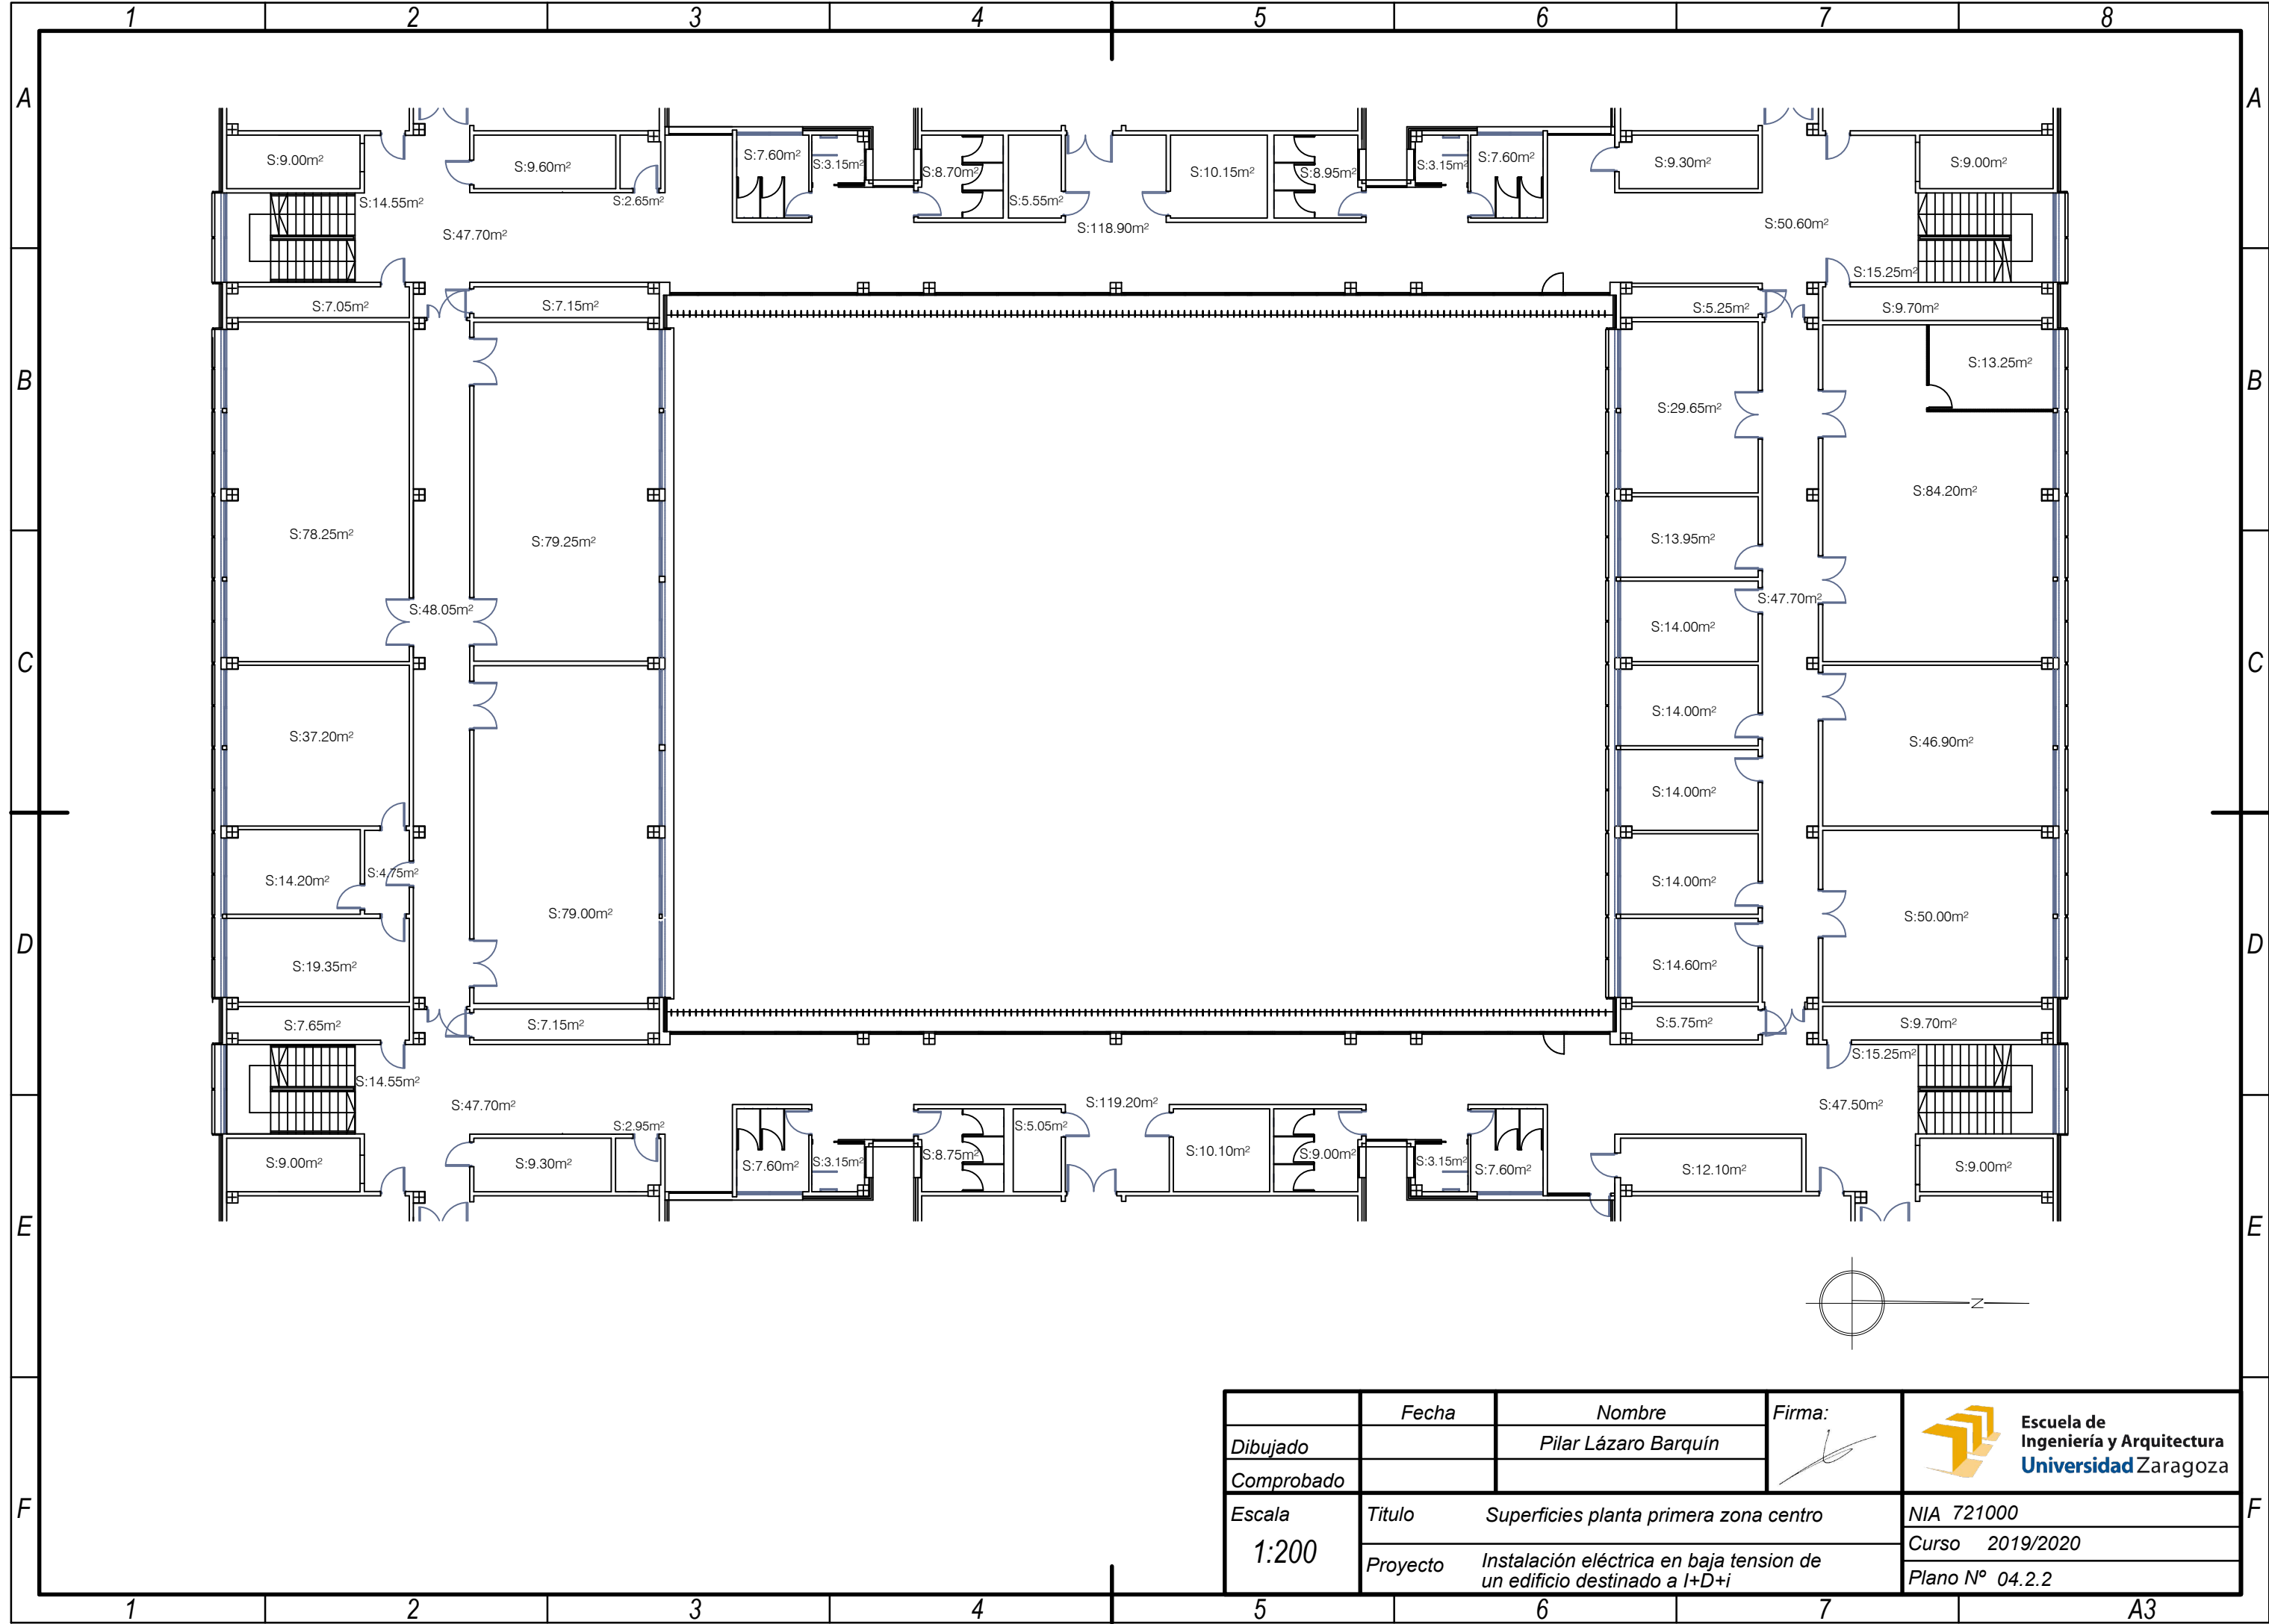 1 2 3 4 5 6 7 8
A A
S:9.00m² S:9.60m² S:7.60m² S:3.15m² S:8.70m² S:10.15m² S:8.95m² S:3.15m² S:7.60m² S:9.30m² S:9.00m²
S:14.55m² S:2.65m² S:5.55m²
S:47.70m² S:118.90m² S:50.60m²
S:15.25m²
S:7.05m² S:7.15m² S:5.25m² S:9.70m²
B B
S:13.25m²
S:29.65m²
S:84.20m²
S:78.25m² S:79.25m² S:13.95m²
S:48.05m² S:47.70m²
S:14.00m²
C C
S:14.00m²
S:37.20m² S:46.90m²
S:14.00m²
S:14.20m² S:4.75m² S:14.00m²
S:79.00m² S:50.00m²
D D
S:19.35m² S:14.60m²
S:7.65m² S:7.15m² S:5.75m² S:9.70m²
S:15.25m²
S:14.55m²
S:47.70m² S:119.20m² S:47.50m²
S:2.95m² S:5.05m²
S:9.00m² S:9.30m² S:7.60m² S:3.15m² S:8.75m² S:10.10m² S:9.00m² S:3.15m² S:7.60m² S:12.10m² S:9.00m²
E E
N
Fecha Nombre Firma:
Dibujado Pilar Lázaro Barquín
Comprobado
Escuela de
Ingeniería y Arquitectura
Universidad Zaragoza
Escala
1:200
Titulo Superficies planta primera zona centro
Proyecto Instalación eléctrica en baja tension de
un edificio destinado a I+D+i
NIA 721000
Curso 2019/2020
Plano Nº 04.2.2
F F
1 2 3 4 5 6 7 A3